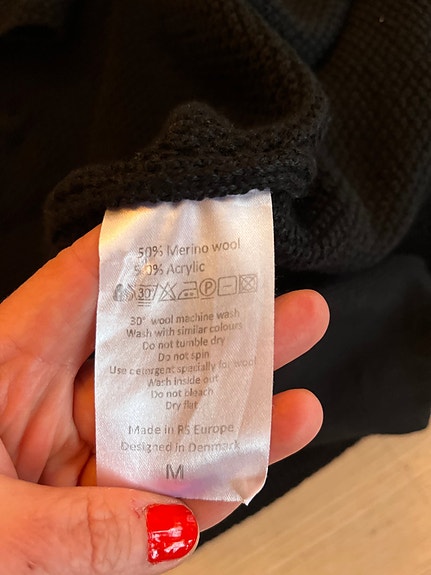 50% Merino wool
50% Acrylic
30
P
30° wool machine wash
Wash with similar colours
Do not tumble dry
Do not spin
Use detergent specially for wool
Wash inside out
Do not bleach
Dry flat
Made in RS Europe
Designed in Denmark
M